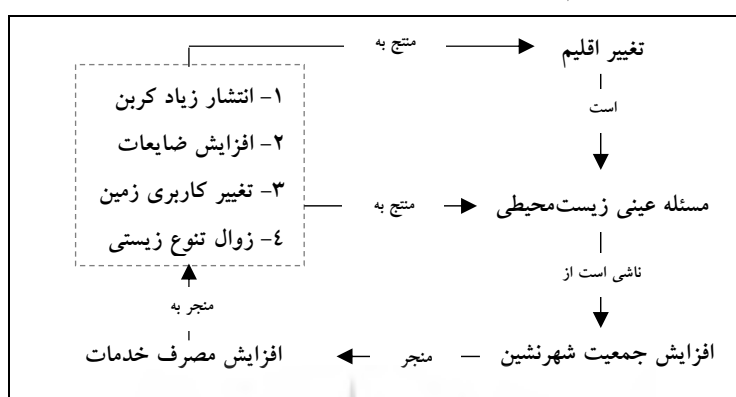 تغییر اقلیم
منتج به
۱- انتشار زیاد کربن
۲- افزایش ضایعات
۳- تغییر کاربری زمین
٤- زوال تنوع زیستی
است
مسئله عینی زیست‌محیطی
منتج به
ناشی است از
منجر به
افزایش جمعیت شهرنشین
منجر
افزایش مصرف خدمات